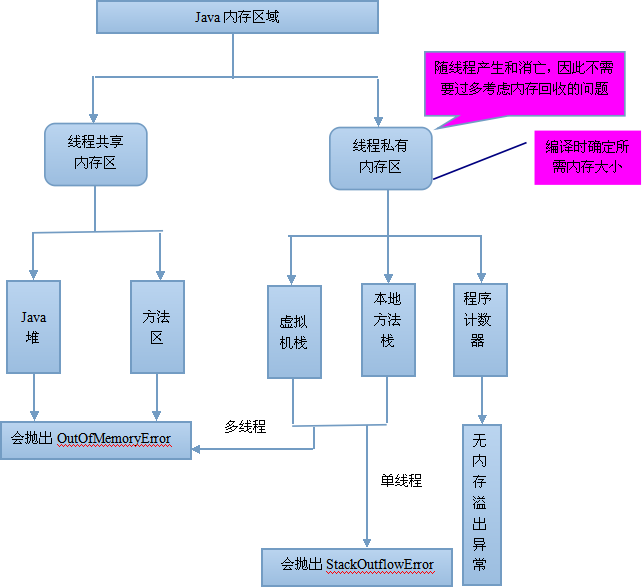 Java 内存区域
随线程产生和消亡，因此不需
要过多考虑内存回收的问题
线程共享
内存区
线程私有
内存区
编译时确定所
需内存大小
Java
堆
方法
区
虚拟
机栈
本地
方法
栈
程序
计数
器
会抛出 OutOfMemoryError
多线程
单线程
无
内
存
溢
出
异
常
会抛出 StackOutflowError